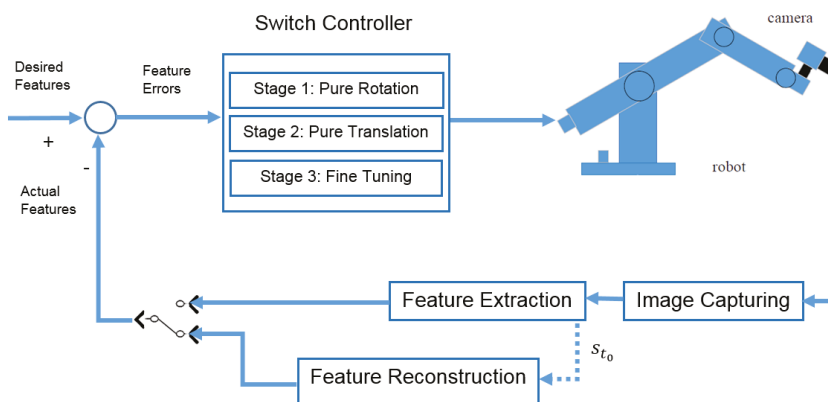 Switch Controller
camera
Desired
Features
Feature
Errors
Stage 1: Pure Rotation
Stage 2: Pure Translation
Stage 3: Fine Tuning
+
-
Actual
Features
robot
Feature Extraction
Image Capturing
s_{t_0}
Feature Reconstruction